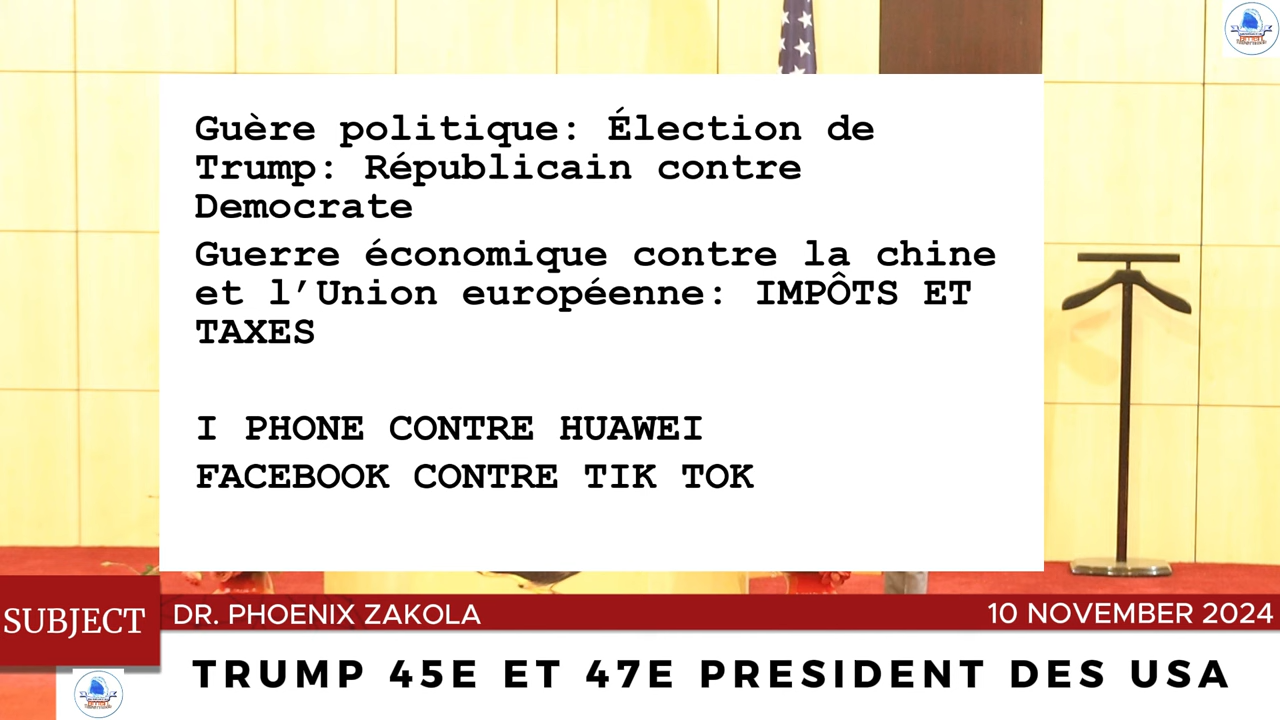 Guère politique: Élection de
Trump: Républicain contre
Democrate
Guerre économique contre la chine
et l’Union européenne: IMPÔTS ET
TAXES
I PHONE CONTRE HUAWEI
FACEBOOK CONTRE TIK TOK
SUBJECT
DR. PHOENIX ZAKOLA
10 NOVEMBER 2024
TRUMP 45E ET 47E PRESIDENT DES USA